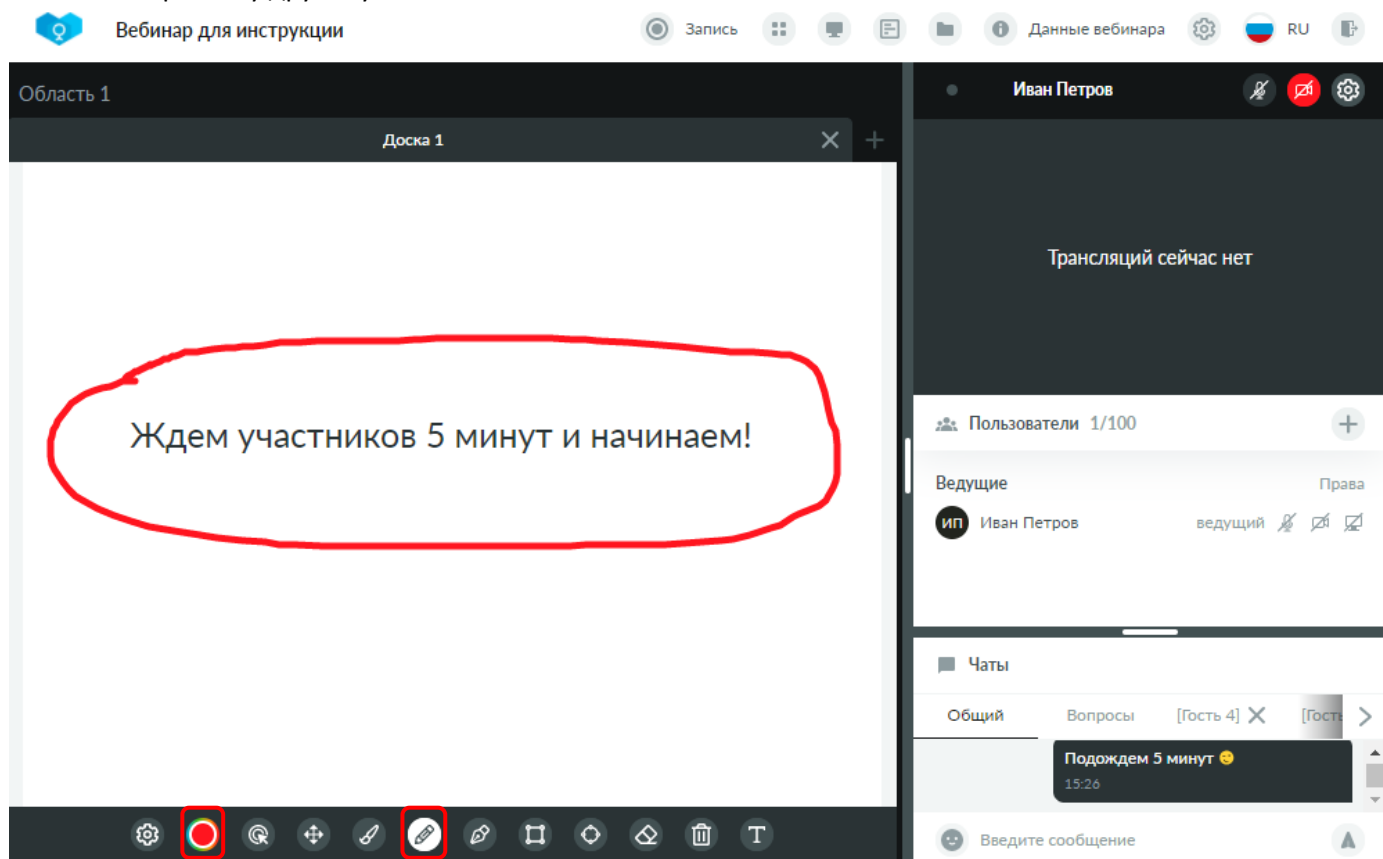 Вебинар для инструкции
Запись
Данные вебинара
RU
Область 1
Доска 1
Ждем участников 5 минут и начинаем!
Иван Петров
Трансляций сейчас нет
Пользователи 1/100
Ведущие
Права
ИП
Иван Петров
ведущий
Чаты
Общий
Вопросы
[Гость 4]
[Гость
Подождем 5 минут
15:26
Введите сообщение
T